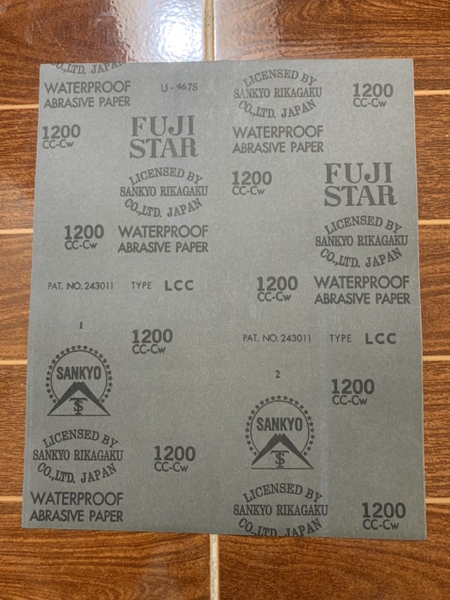 CO.,LTD. JAPAN
WATERPROOF
ABRASIVE PAPER
U-4675
LICENSED BY
SANKYO RIKAGAKU
CO.,LTD. JAPAN
1200
CC-Cw
1200
CC-Cw
FUJI
STAR
WATERPROOF
ABRASIVE PAPER
LICENSED BY
SANKYO RIKAGAKU
CO.,LTD. JAPAN
1200
CC-Cw
FUJI
STAR
1200
CC-Cw
WATERPROOF
ABRASIVE PAPER
LICENSED BY
SANKYO RIKAGAKU
CO.,LTD. JAPAN
PAT. NO. 243011 TYPE LCC
1200
CC-Cw
WATERPROOF
ABRASIVE PAPER
1
1200
CC-Cw
PAT. NO. 243011 TYPE LCC
SANKYO
2
1200
CC-Cw
LICENSED BY
SANKYO RIKAGAKU
CO.,LTD. JAPAN
1200
CC-Cw
SANKYO
WATERPROOF
ABRASIVE PAPER
LICENSED BY
SANKYO RIKAGAKU
CO.,LTD. JAPAN
1200
CC-Cw